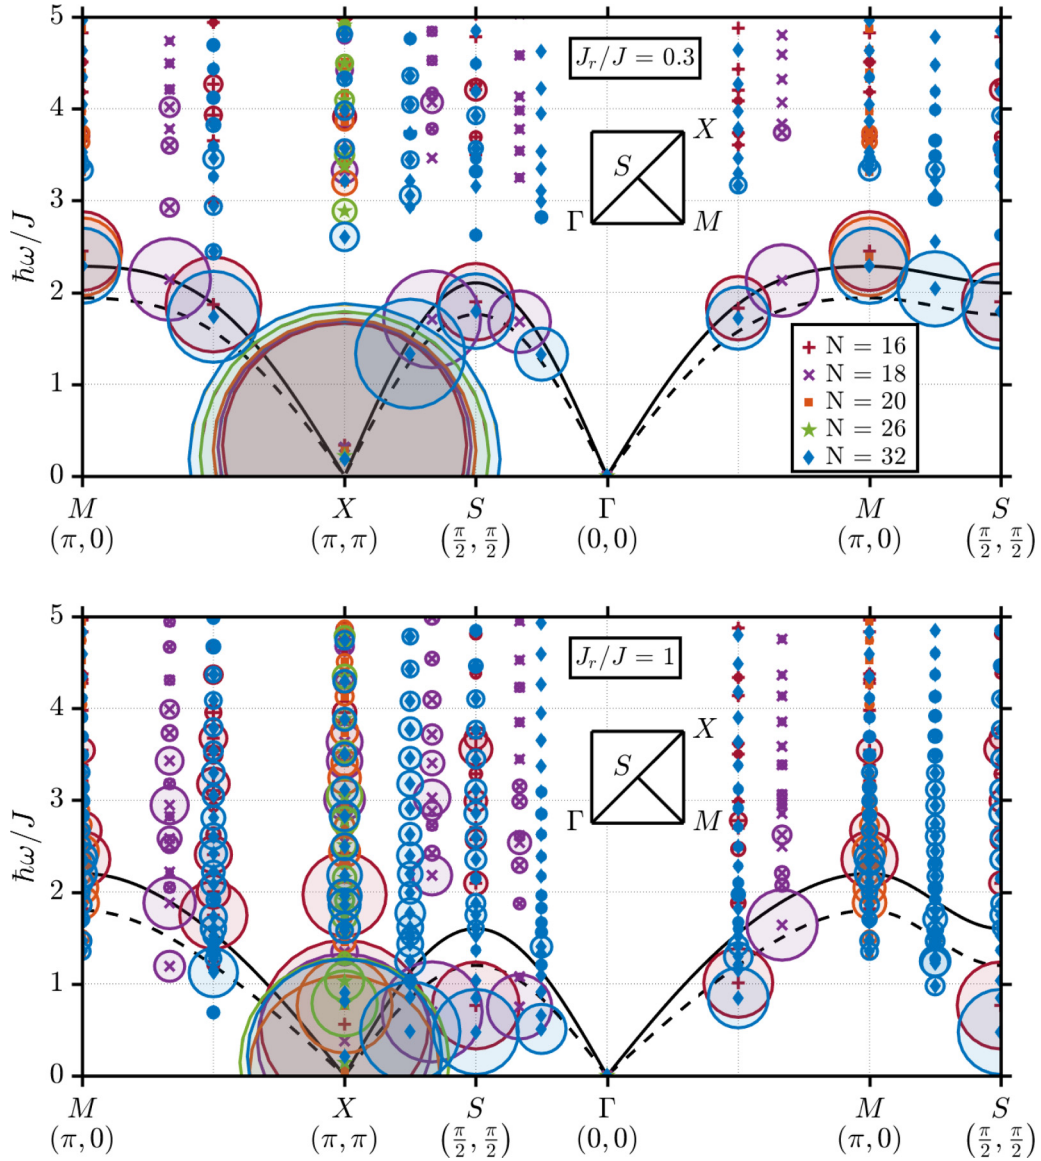 5
4
3
2
1
0
ħω/J
J_r/J = 0.3
X
S
Γ
M
N = 16
N = 18
N = 20
N = 26
N = 32
M X S Γ M S
(π, 0) (π, π) (π/2, π/2) (0, 0) (π, 0) (π/2, π/2)
5
4
3
2
1
0
ħω/J
J_r/J = 1
X
S
Γ
M
M X S Γ M S
(π, 0) (π, π) (π/2, π/2) (0, 0) (π, 0) (π/2, π/2)